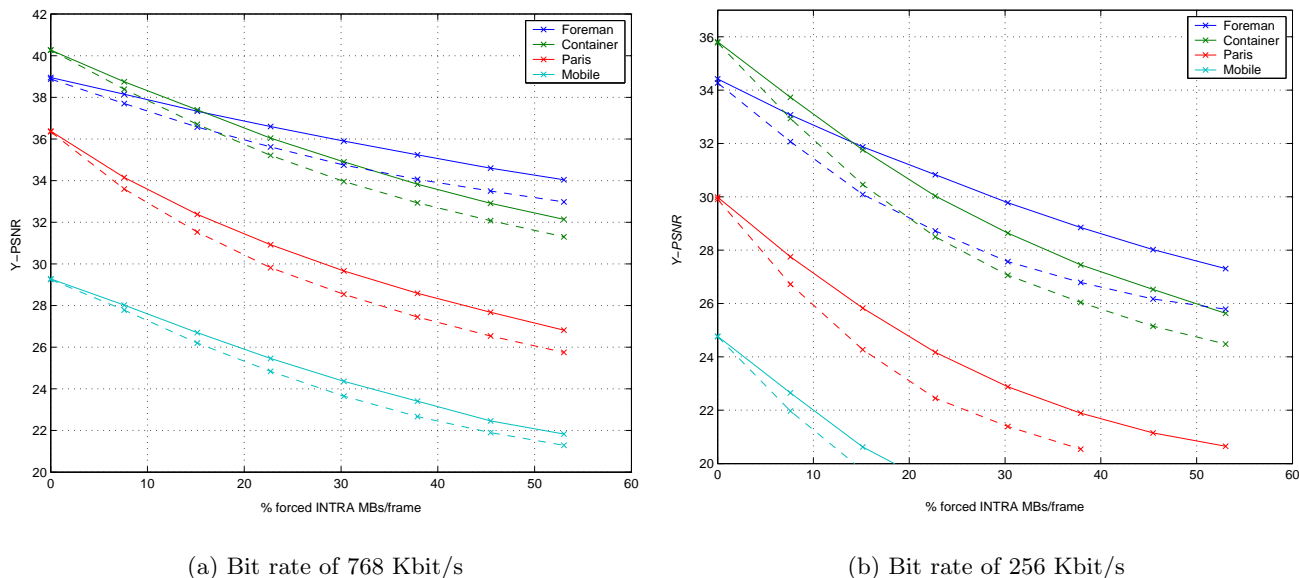 42
40
38
36
34
32
30
28
26
24
22
20
Y−PSNR
0 10 20 30 40 50 60
% forced INTRA MBs/frame
Foreman
Container
Paris
Mobile
(a) Bit rate of 768 Kbit/s
36
34
32
30
28
26
24
22
20
Y−PSNR
0 10 20 30 40 50 60
% forced INTRA MBs/frame
Foreman
Container
Paris
Mobile
(b) Bit rate of 256 Kbit/s